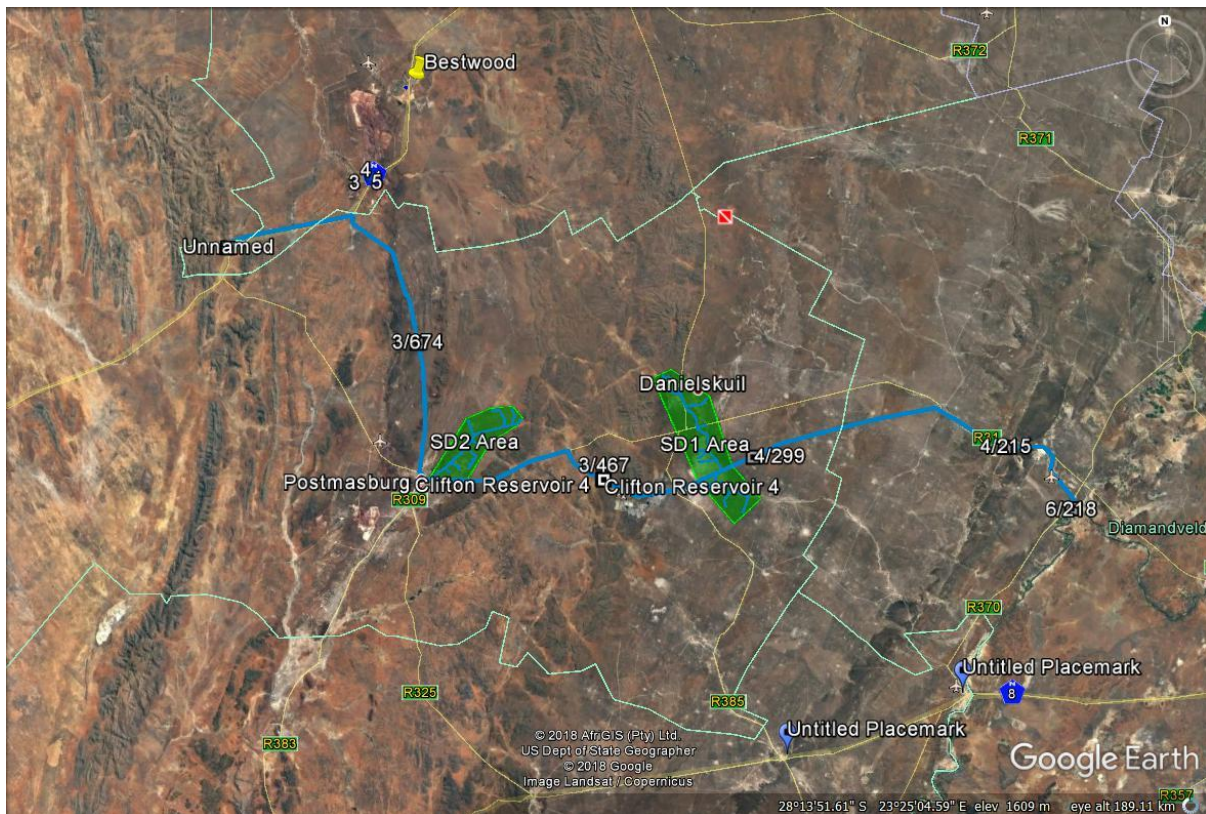 N
R372
Bestwood
R371
4
N
3
5
Unnamed
3/674
Danielskuil
SD2 Area
SD1 Area
R31
4/215
4/299
3/467
Postmasburg
Clifton Reservoir 4
Clifton Reservoir 4
R309
6/218
Diamandveld
R370
Untitled Placemark
N
8
R325
R385
Untitled Placemark
R383
© 2018 AfriGIS (Pty) Ltd.
US Dept of State Geographer
© 2018 Google
Image Landsat / Copernicus
Google Earth
R357
28°13'51.61" S 23°25'04.59" E elev 1609 m eye alt 189.11 km